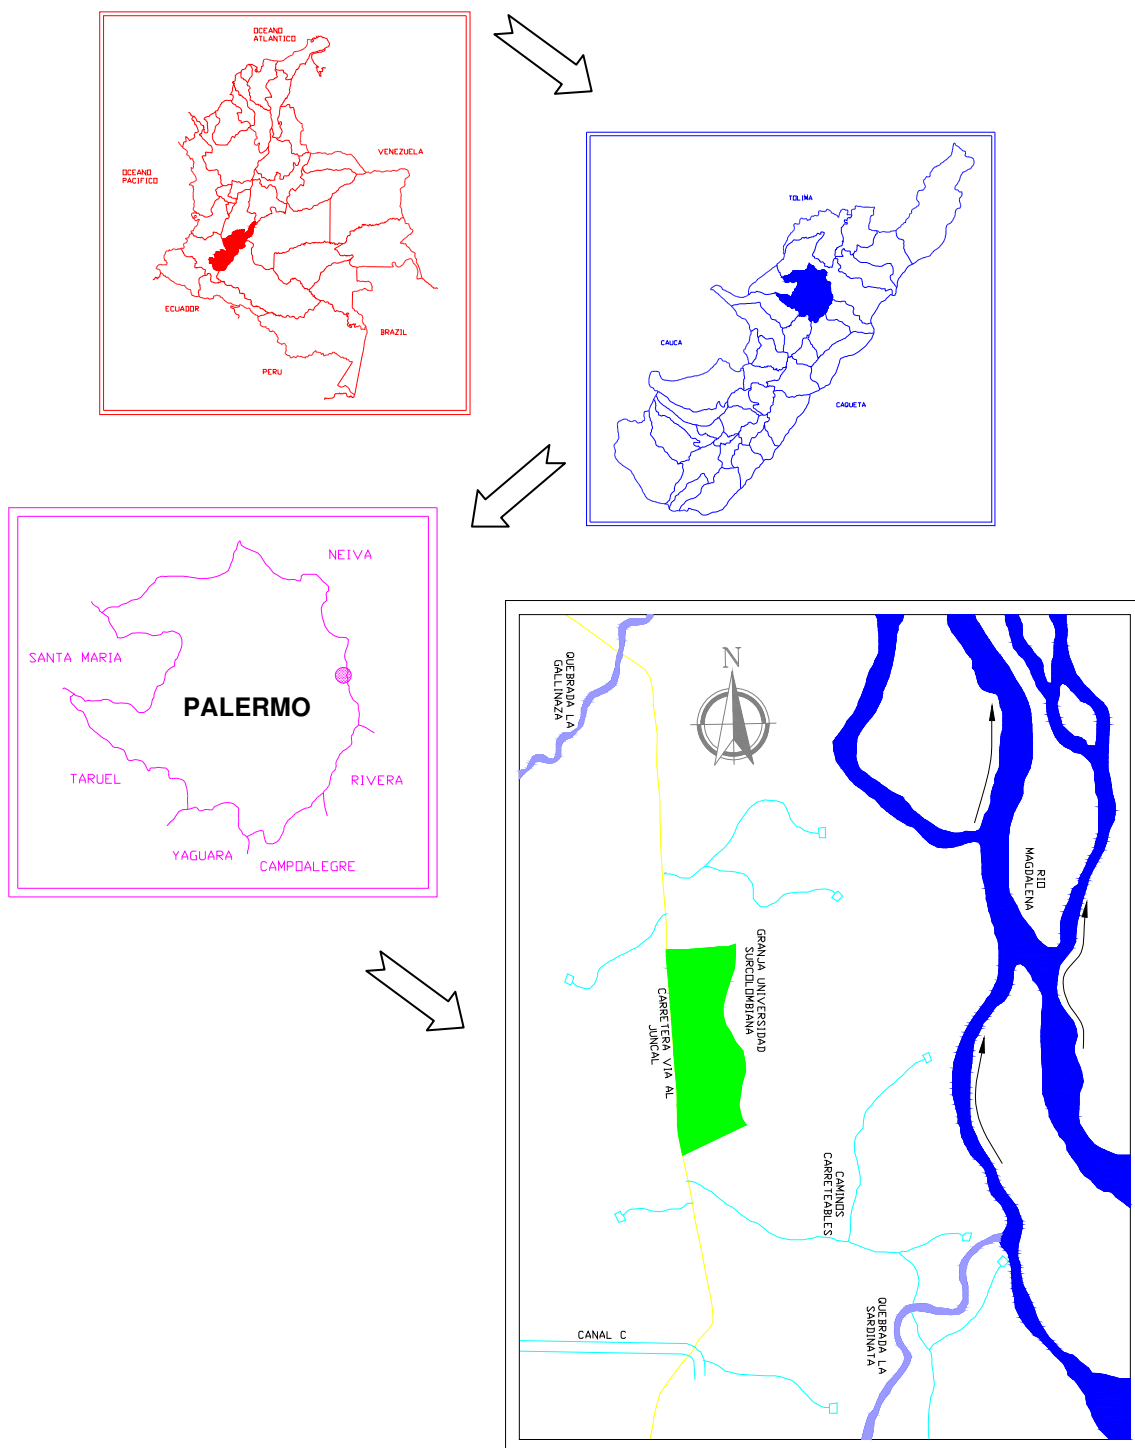 OCEANO
ATLANTICO
VENEZUELA
OCEANO
PACIFICO
ECUADOR
BRAZIL
PERU
TOLIMA
CAUCA
CAQUETA
NEIVA
SANTA MARIA
PALERMO
TARUEL
RIVERA
YAGUARA
CAMPOALEGRE
QUEBRADA LA
GALLINAZA
N
RIO
MAGDALENA
GRANJA UNIVERSIDAD
SURCOLOMBIANA
CARRETERA VIA AL
JUNCAL
CAMINOS
CARRETEABLES
QUEBRADA LA
SARDINATA
CANAL C